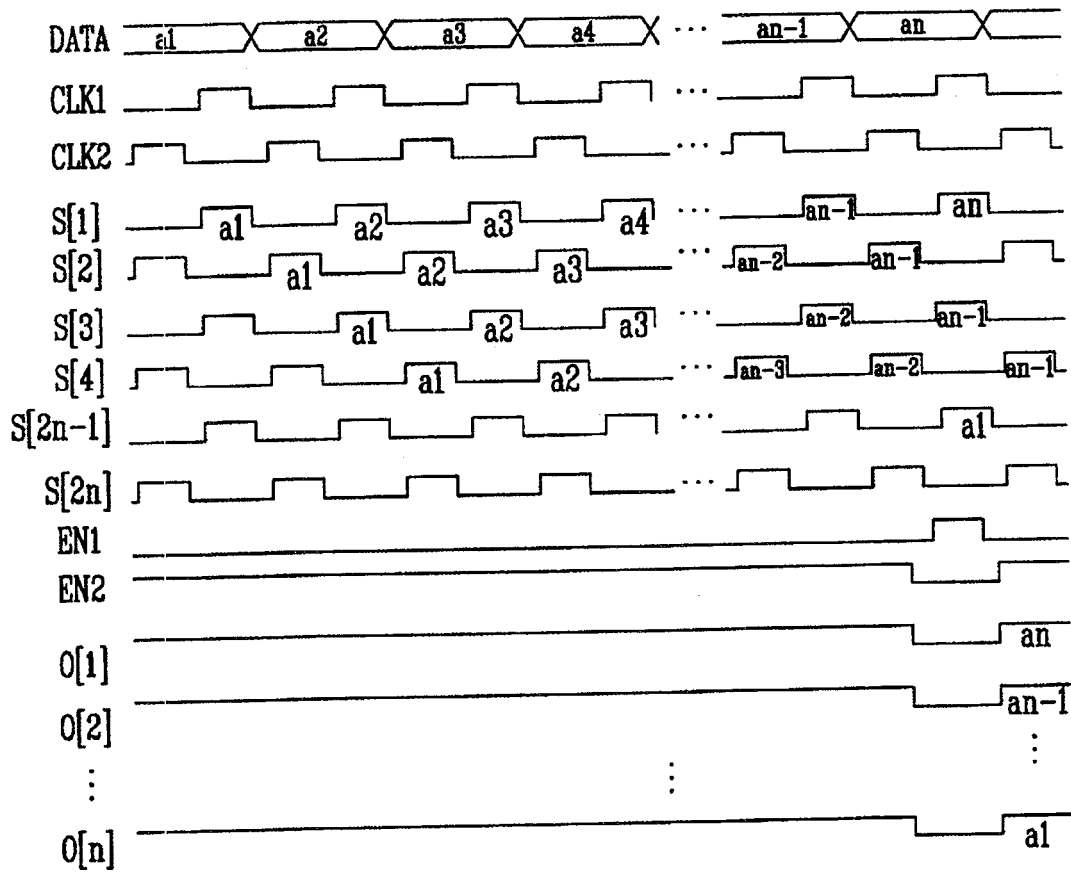 DATA a1 a2 a3 a4 ... an-1 an
CLK1 ...
CLK2 ...
S[1] a1 a2 a3 a4 ... an-1 an
S[2] a1 a2 a3 ... an-2 an-1
S[3] a1 a2 a3 ... an-2 an-1
S[4] a1 a2 ... an-3 an-2 an-1
S[2n-1] ... a1
S[2n] ...
EN1
EN2
O[1] an
O[2] an-1
O[n] a1